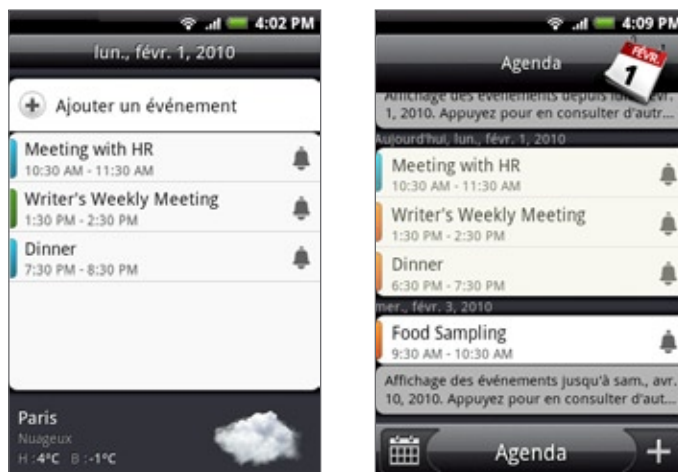 4:02 PM
lun., févr. 1, 2010
Ajouter un événement
Meeting with HR
10:30 AM - 11:30 AM
Writer's Weekly Meeting
1:30 PM - 2:30 PM
Dinner
7:30 PM - 8:30 PM
Paris
Nuageux
H :4°C B :-1°C
4:09 PM
Agenda
FÉVR.
1
Affichage des événements depuis
1, 2010. Appuyez pour en consulter d'autr...
Aujourd'hui, lun., févr. 1, 2010
Meeting with HR
10:30 AM - 11:30 AM
Writer's Weekly Meeting
1:30 PM - 2:30 PM
Dinner
6:30 PM - 7:30 PM
mer., févr. 3, 2010
Food Sampling
9:30 AM - 10:30 AM
Affichage des événements jusqu'à sam., avr.
10, 2010. Appuyez pour en consulter d'aut...
Agenda